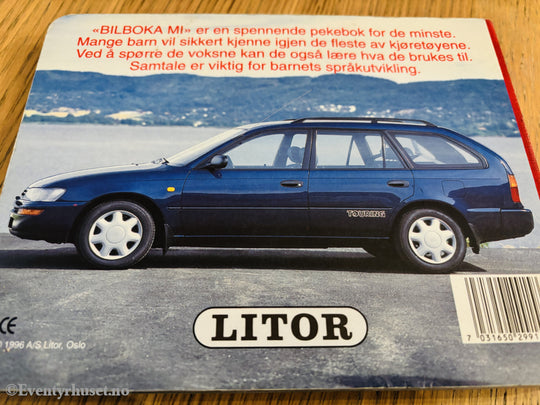 «BILBOKA MI» er en spennende pekebok for de minste.
Mange barn vil sikkert kjenne igjen de fleste av kjøretøyene.
Ved å spørre de voksne kan de også lære hva de brukes til.
Samtale er viktig for barnets språkutvikling.
TOURING
LITOR
CE
© 1996 A/S Litor, Oslo
7 031650 2991
© Eventyrhuset.no